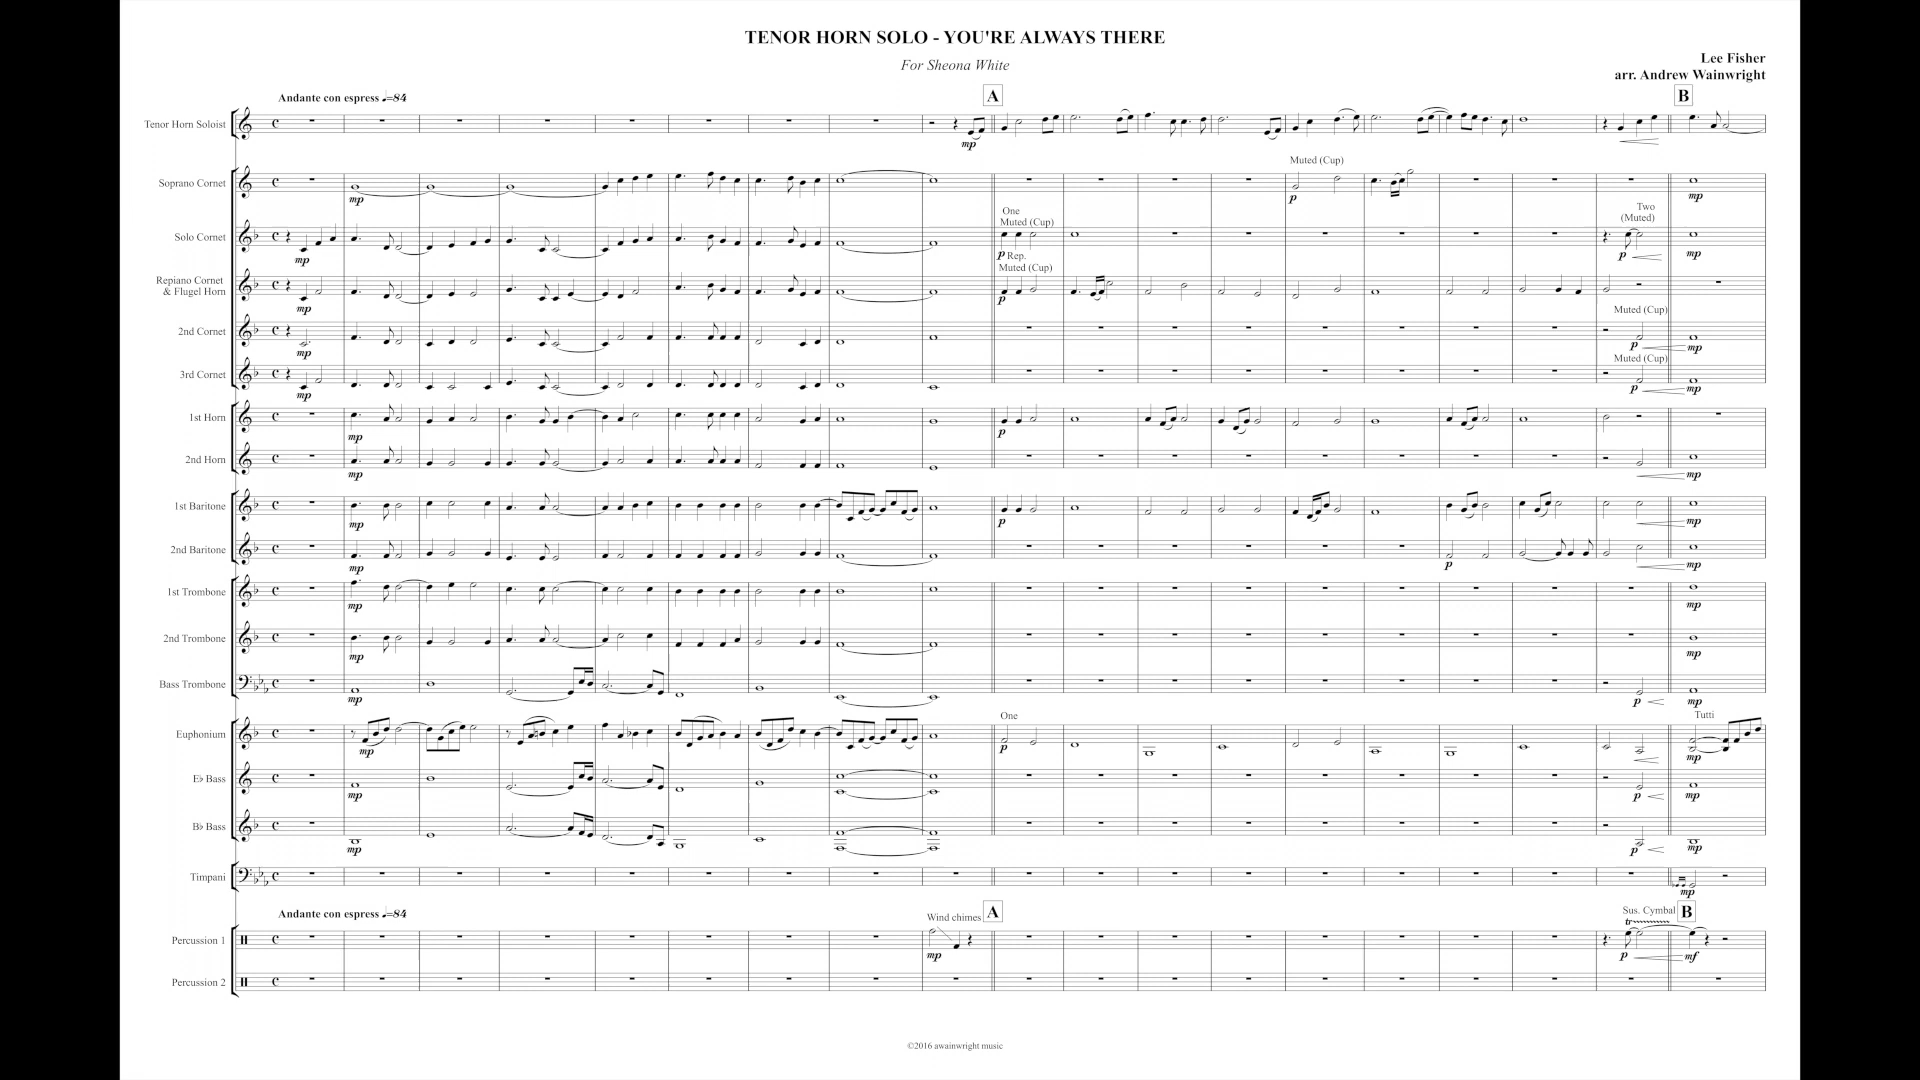 TENOR HORN SOLO - YOU'RE ALWAYS THERE
For Sheona White
Lee Fisher
arr. Andrew Wainwright
Andante con espress ♩=84
A
B
Tenor Horn Soloist
mp
Muted (Cup)
Soprano Cornet
mp
p
mp
One
Muted (Cup)
Two
(Muted)
Solo Cornet
mp
p
p
mp
Rep.
Muted (Cup)
Repiano Cornet
& Flugel Horn
mp
p
Muted (Cup)
2nd Cornet
mp
p
mp
Muted (Cup)
3rd Cornet
mp
p
mp
1st Horn
mp
p
2nd Horn
mp
mp
1st Baritone
mp
p
mp
2nd Baritone
mp
p
mp
1st Trombone
mp
mp
2nd Trombone
mp
mp
Bass Trombone
mp
p
mp
One
Tutti
Euphonium
mp
p
mp
E♭ Bass
mp
p
mp
B♭ Bass
mp
p
mp
Timpani
mp
Andante con espress ♩=84
Wind chimes
A
Sus. Cymbal
B
tr
Percussion 1
mp
p
mf
Percussion 2
©2016 awainwright music